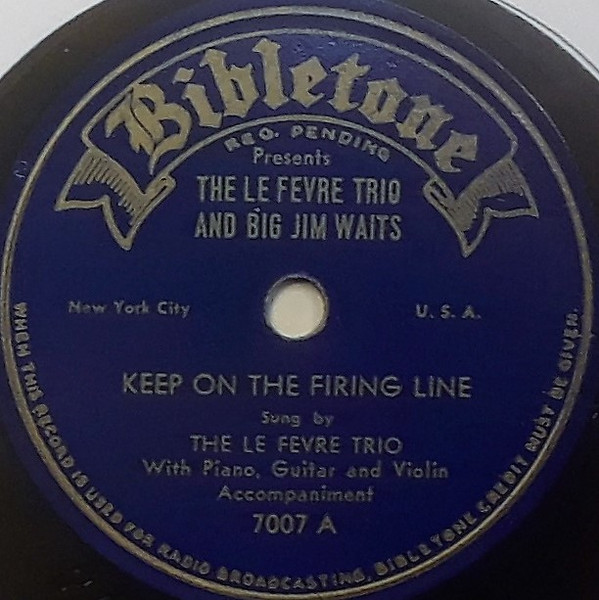 Bibletone
REG. PENDING
Presents
THE LE FEVRE TRIO
AND BIG JIM WAITS
New York City
U. S. A.
KEEP ON THE FIRING LINE
Sung by
THE LE FEVRE TRIO
With Piano, Guitar and Violin
Accompaniment
7007 A
WHEN THIS RECORD IS USED FOR RADIO BROADCASTING, BIBLETONE CREDIT MUST BE GIVEN.